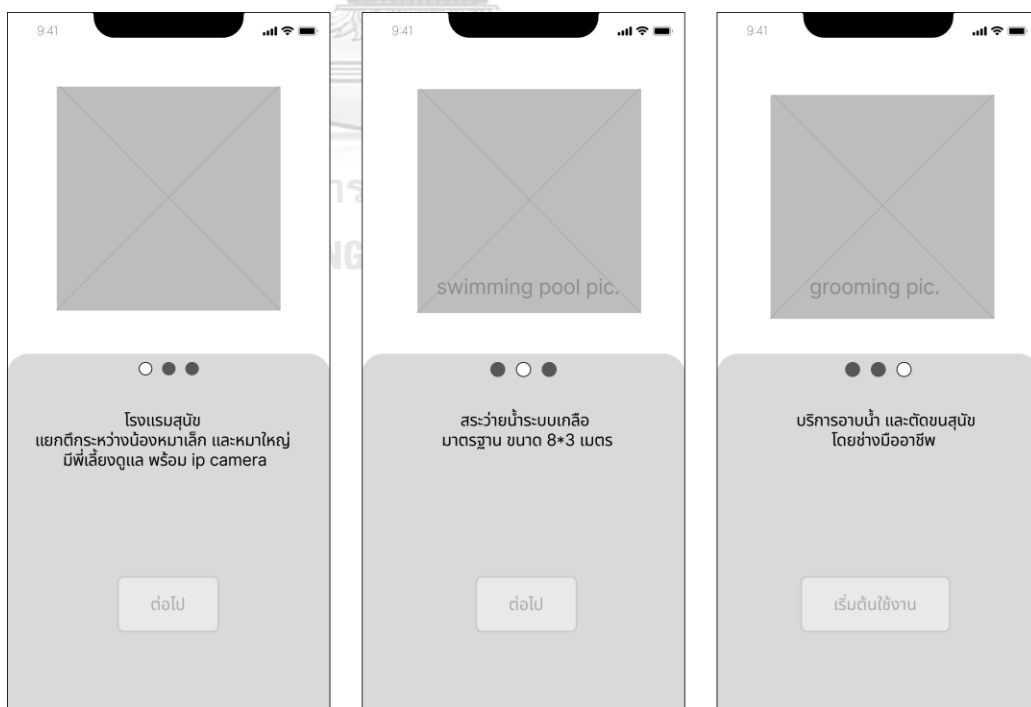 9:41
โรงแรมสุนัข
แยกตึกระหว่างน้องหมาเล็ก และหมาใหญ่
มีพี่เลี้ยงดูแล พร้อม ip camera
ต่อไป
9:41
swimming pool pic.
สระว่ายน้ำระบบเกลือ
มาตรฐาน ขนาด 8*3 เมตร
ต่อไป
9:41
grooming pic.
บริการอาบน้ำ และตัดขนสุนัข
โดยช่างมืออาชีพ
เริ่มต้นใช้งาน